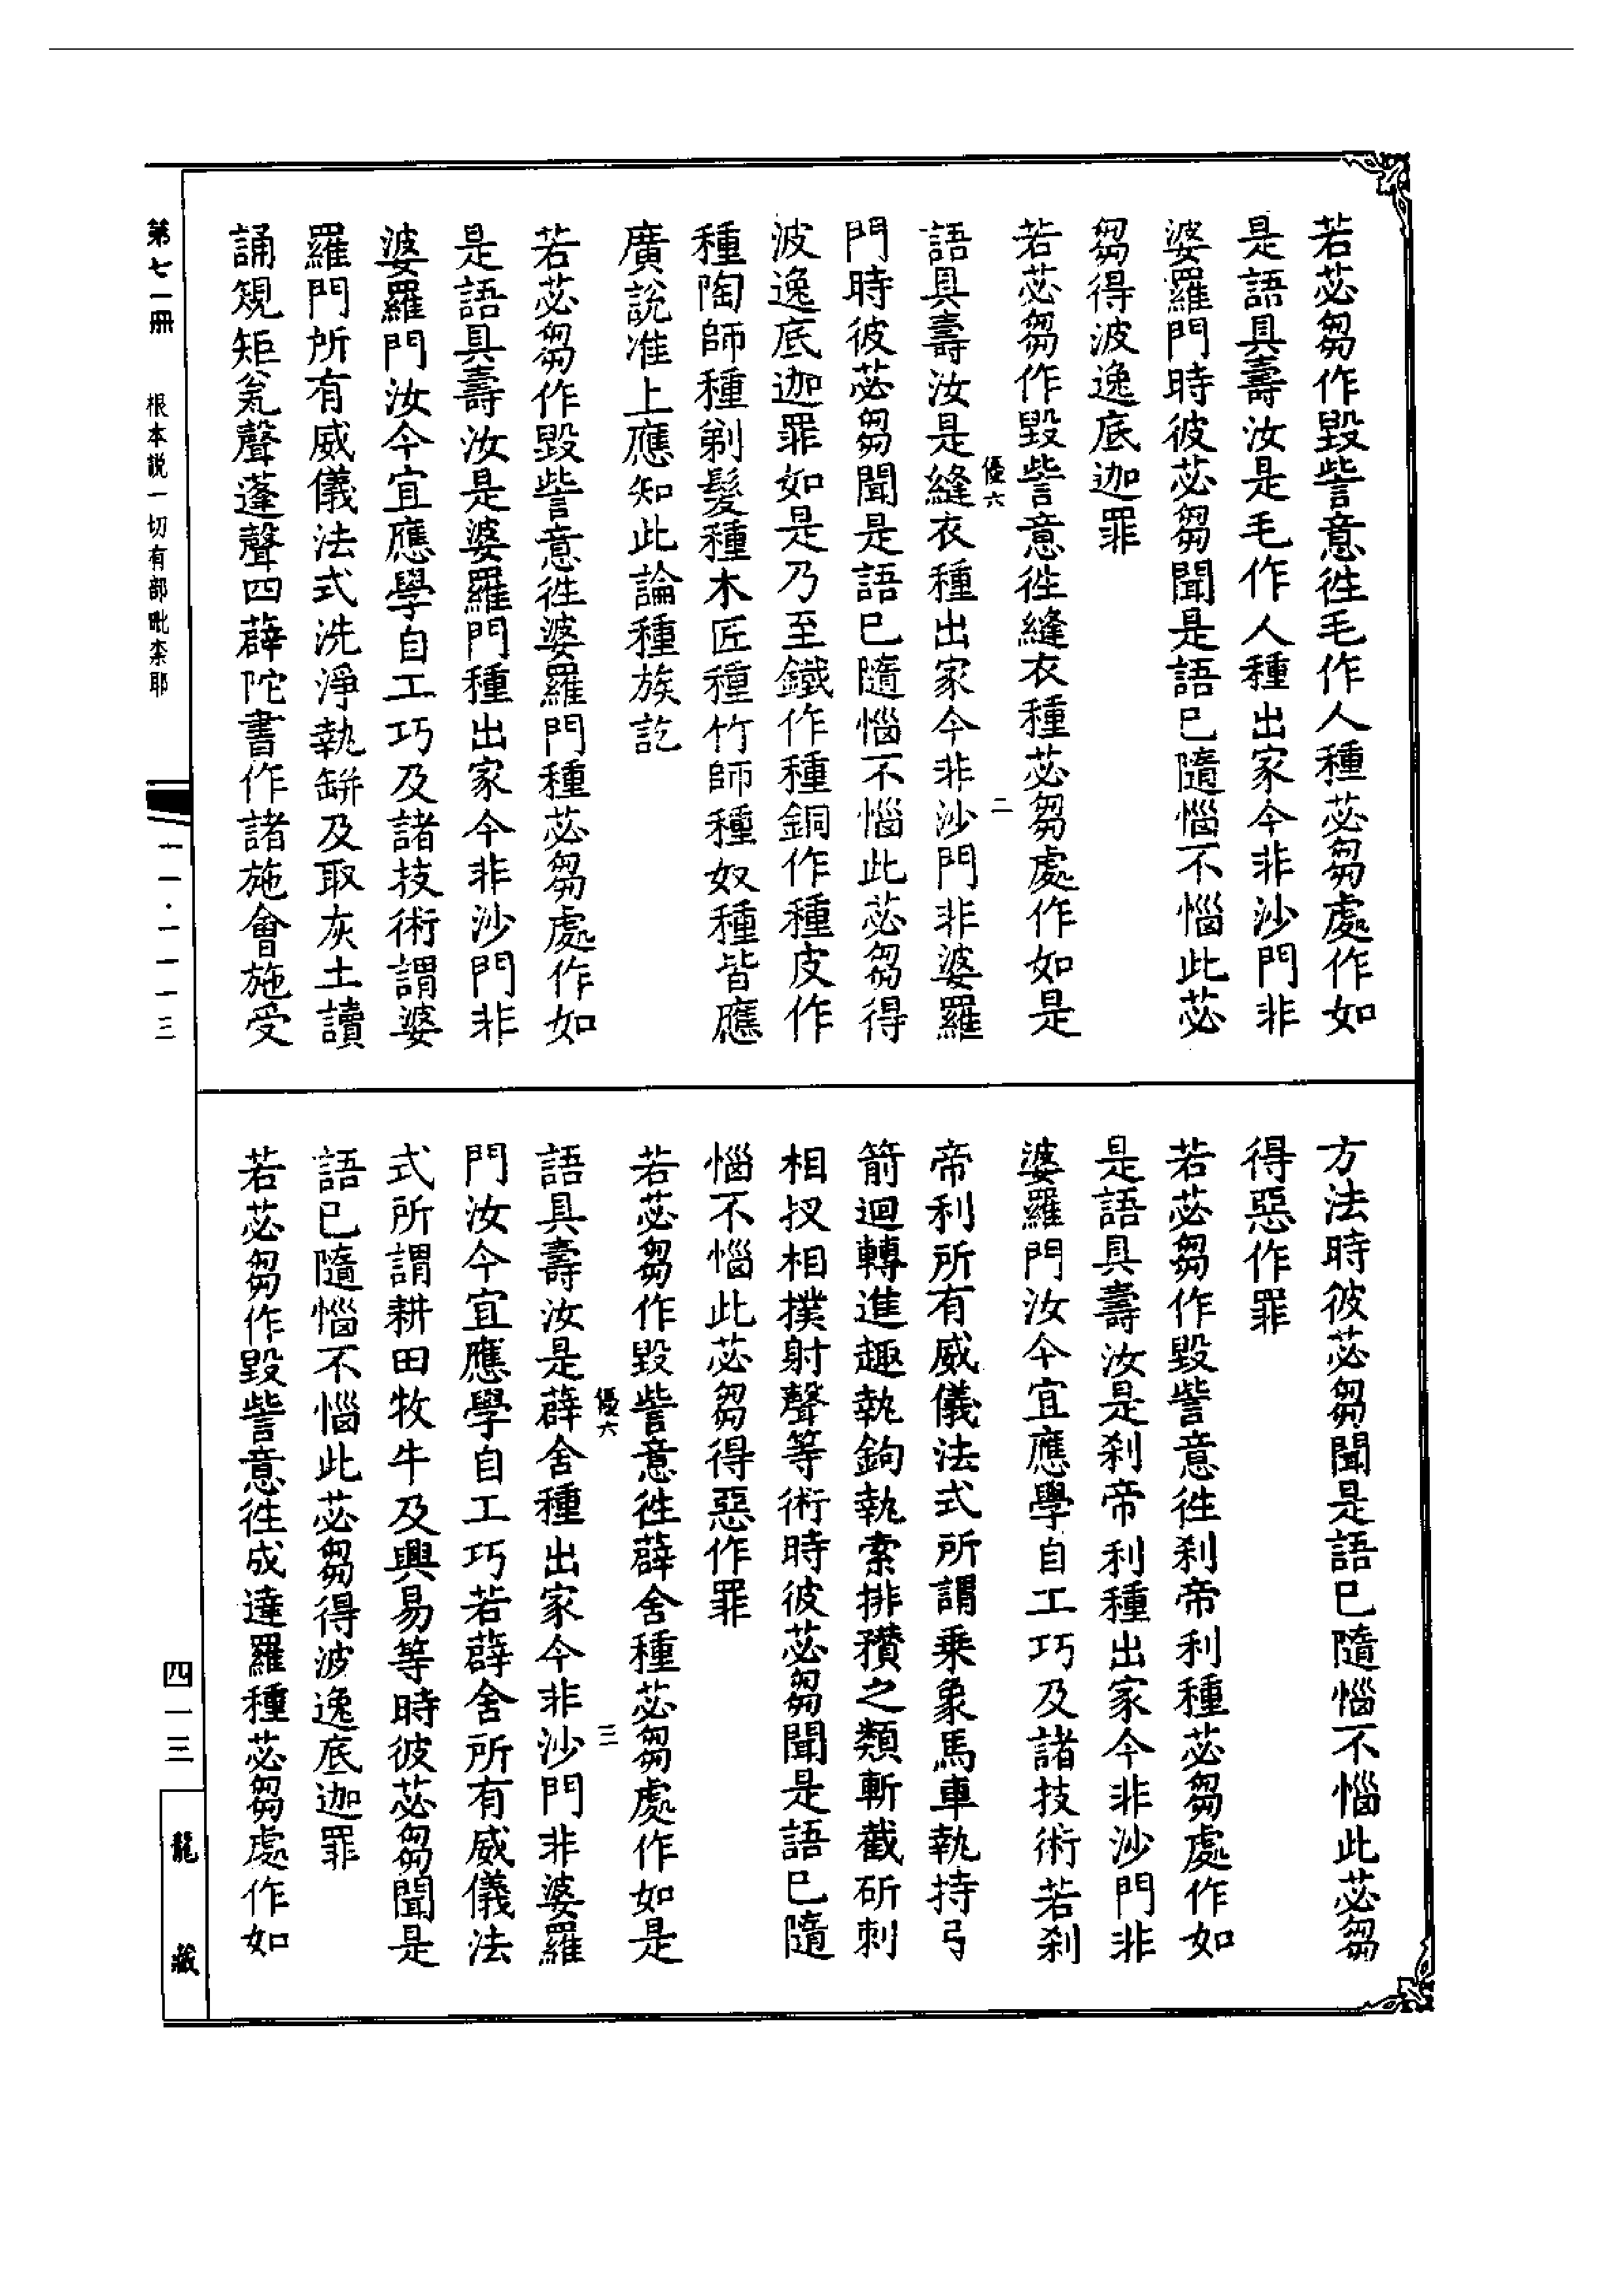 若苾芻作毀訾意徃毛作人種苾芻處作如
是語具壽汝是毛作人種出家今非沙門非
婆羅門時彼苾芻聞是語已隨惱不惱此苾
芻得波逸底迦罪
若苾芻作毀訾意徃縫衣種苾芻處作如是
優六
二
語具壽汝是縫衣種出家今非沙門非婆羅
門時彼苾芻聞是語已隨惱不惱此苾芻得
波逸底迦罪如是乃至鐵作種銅作種皮作
種陶師種剃髮種木匠種竹師種奴種皆應
廣說准上應知此論種族訖
若苾芻作毀訾意徃婆羅門種苾芻處作如
是語具壽汝是婆羅門種出家今非沙門非
婆羅門汝今宜應學自工巧及諸技術謂婆
羅門所有威儀法式洗淨執缾及取灰土讀
誦規矩瓮聲蓬聲四薜陀書作諸施會施受
方法時彼苾芻聞是語已隨惱不惱此苾芻
得惡作罪
若苾芻作毀訾意徃刹帝利種苾芻處作如
是語具壽汝是刹帝利種出家今非沙門非
婆羅門汝今宜應學自工巧及諸技術若刹
帝利所有威儀法式所謂乘象馬車執持弓
箭迴轉進趣執鉤執索排穳之類斬截斫刺
相扠相撲射聲等術時彼苾芻聞是語已隨
惱不惱此苾芻得惡作罪
若苾芻作毀訾意徃薜舍種苾芻處作如是
優六
三
語具壽汝是薜舍種出家今非沙門非婆羅
門汝今宜應學自工巧若薜舍所有威儀法
式所謂耕田牧牛及興易等時彼苾芻聞是
語已隨惱不惱此苾芻得波逸底迦罪
若苾芻作毀訾意徃戍達羅種苾芻處作如
第七一冊
根本説一切有部毗柰耶
一一·一一一三
四一三
龍藏